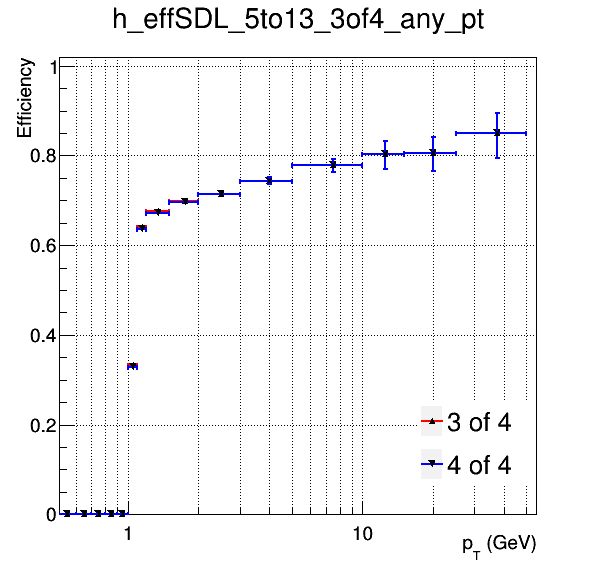 h_effSDL_5to13_3of4_any_pt
Efficiency
1
0.8
0.6
0.4
0.2
0
1
10
p_T (GeV)
3 of 4
4 of 4